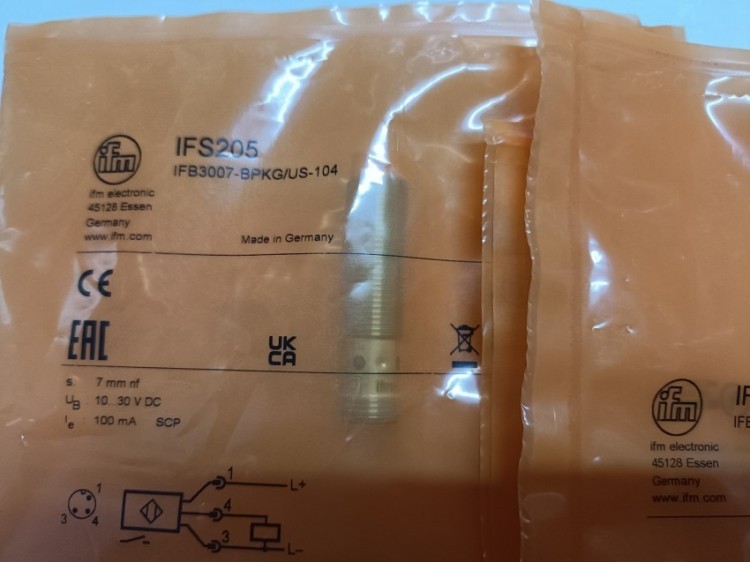 ifm
IFS205
IFB3007-BPKG/US-104
ifm electronic
45128 Essen
Germany
www.ifm.com
Made in Germany
CE
EAC
UK
CA
s 7 mm nf
UB 10...30 V DC
Ie : 100 mA SCP
1
3 4
1 L+
4
3 L−
ifm
ifm
ifm electronic
45128 Essen
Germany
www.ifm.com